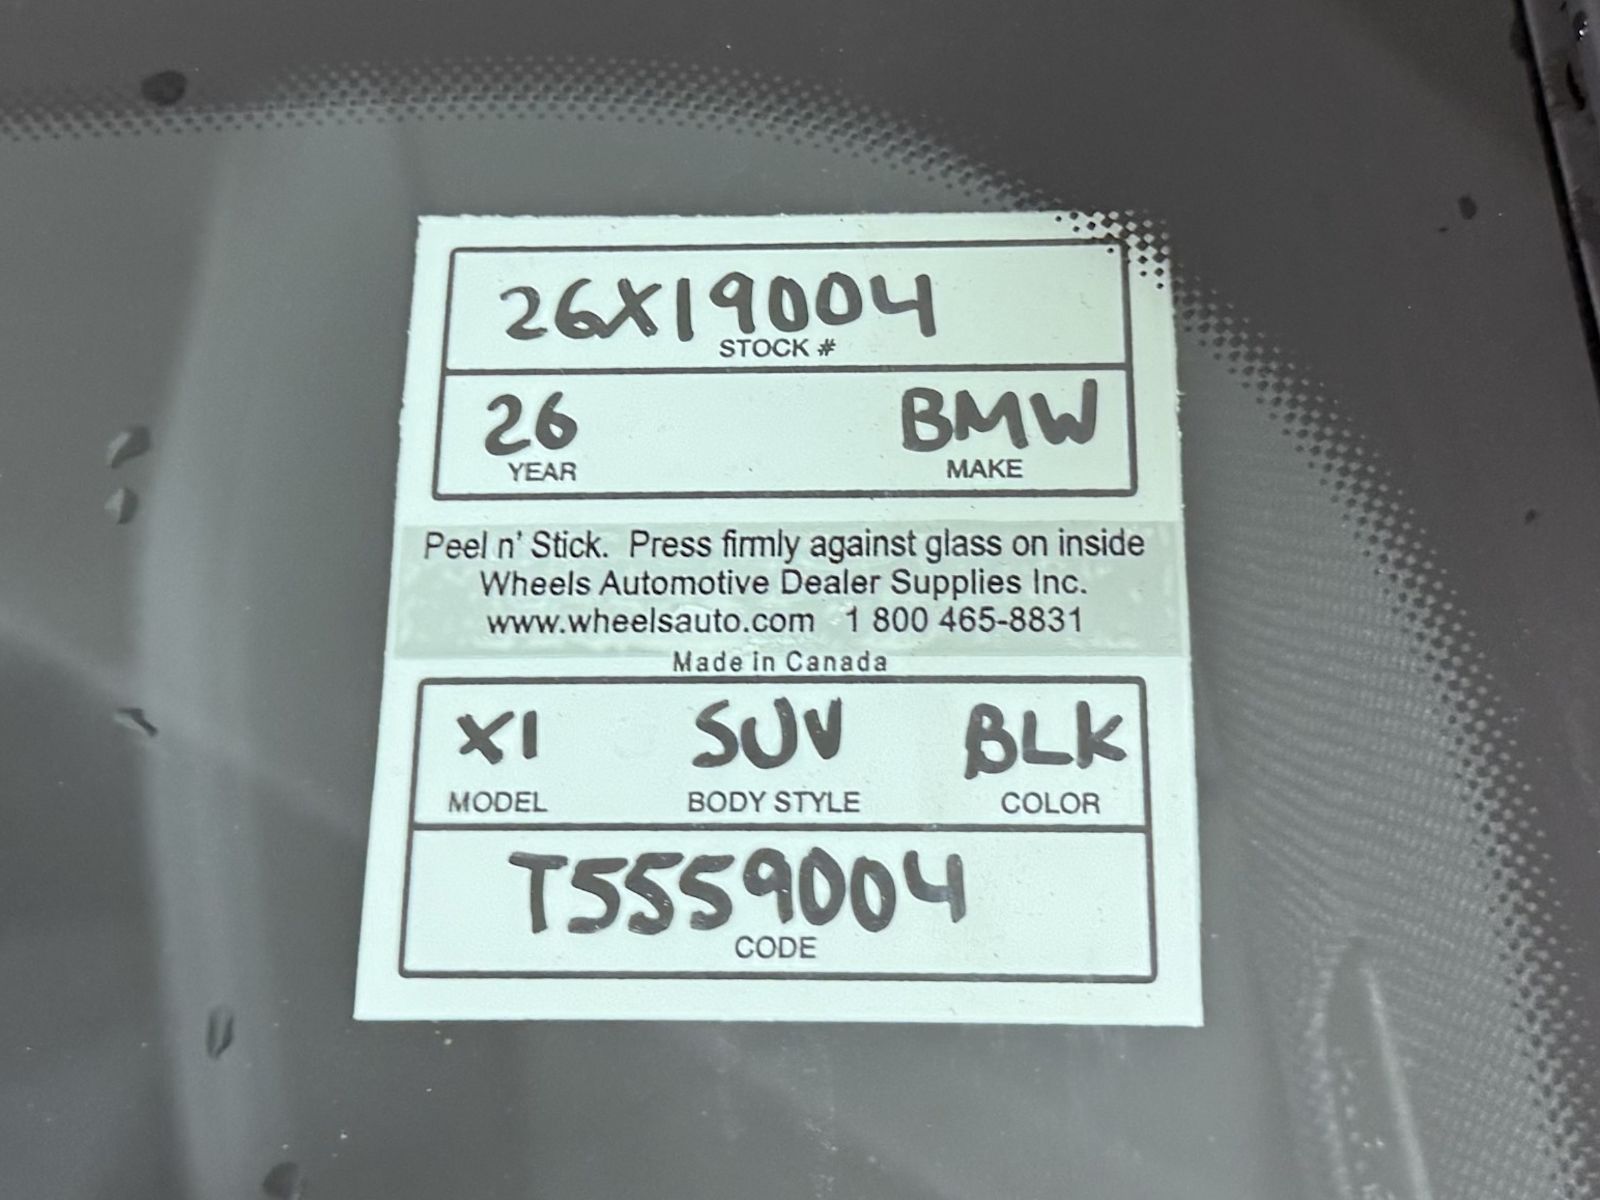 26X19004
STOCK #
26 BMW
YEAR MAKE
Peel n' Stick. Press firmly against glass on inside
Wheels Automotive Dealer Supplies Inc.
www.wheelsauto.com 1 800 465-8831
Made in Canada
X1 SUV BLK
MODEL BODY STYLE COLOR
T5559004
CODE